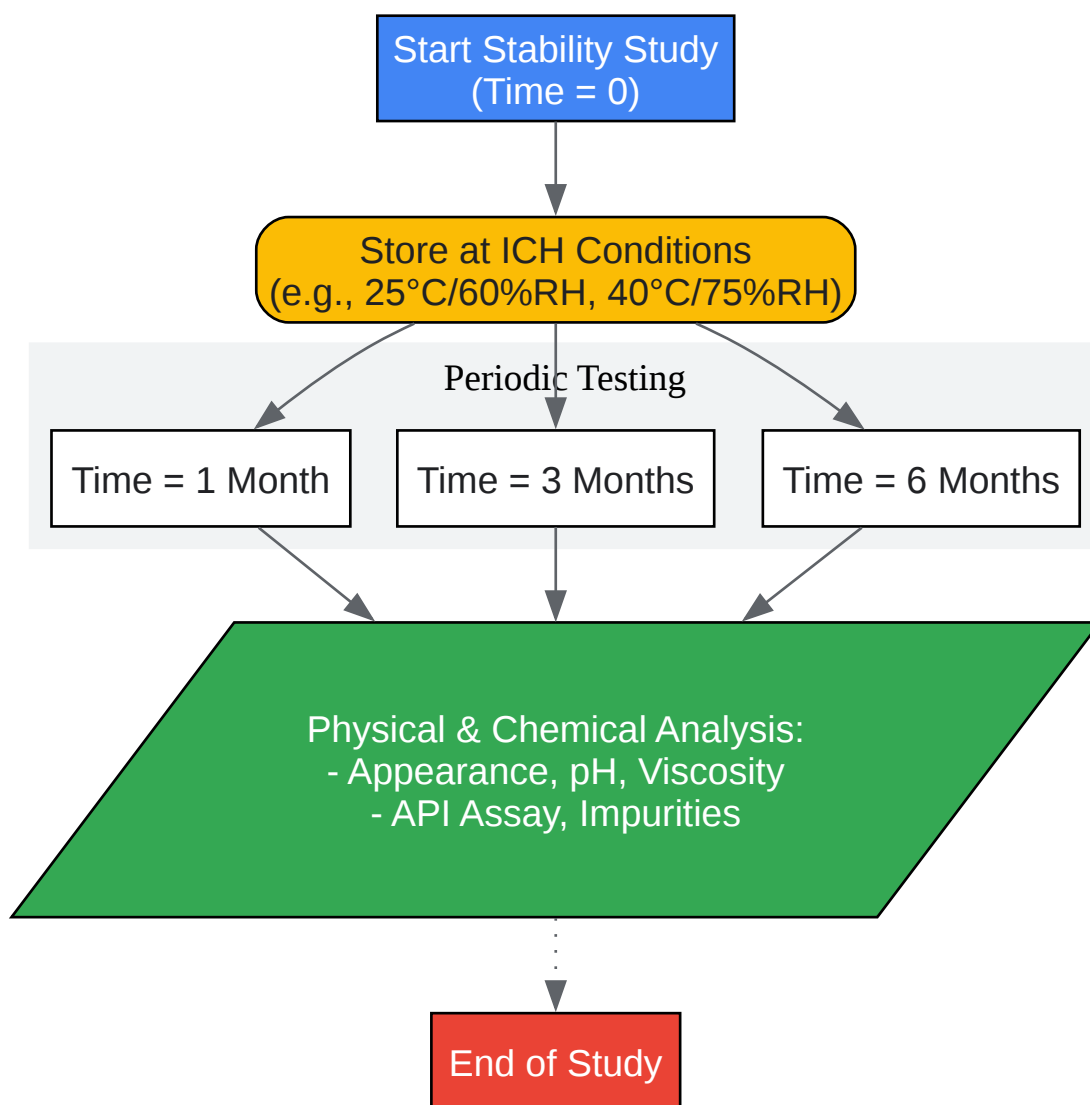 Start Stability Study
(Time = 0)
Store at ICH Conditions
(e.g., 25°C/60%RH, 40°C/75%RH)
Periodic Testing
Time = 1 Month
Time = 3 Months
Time = 6 Months
Physical & Chemical Analysis:
- Appearance, pH, Viscosity
- API Assay, Impurities
End of Study